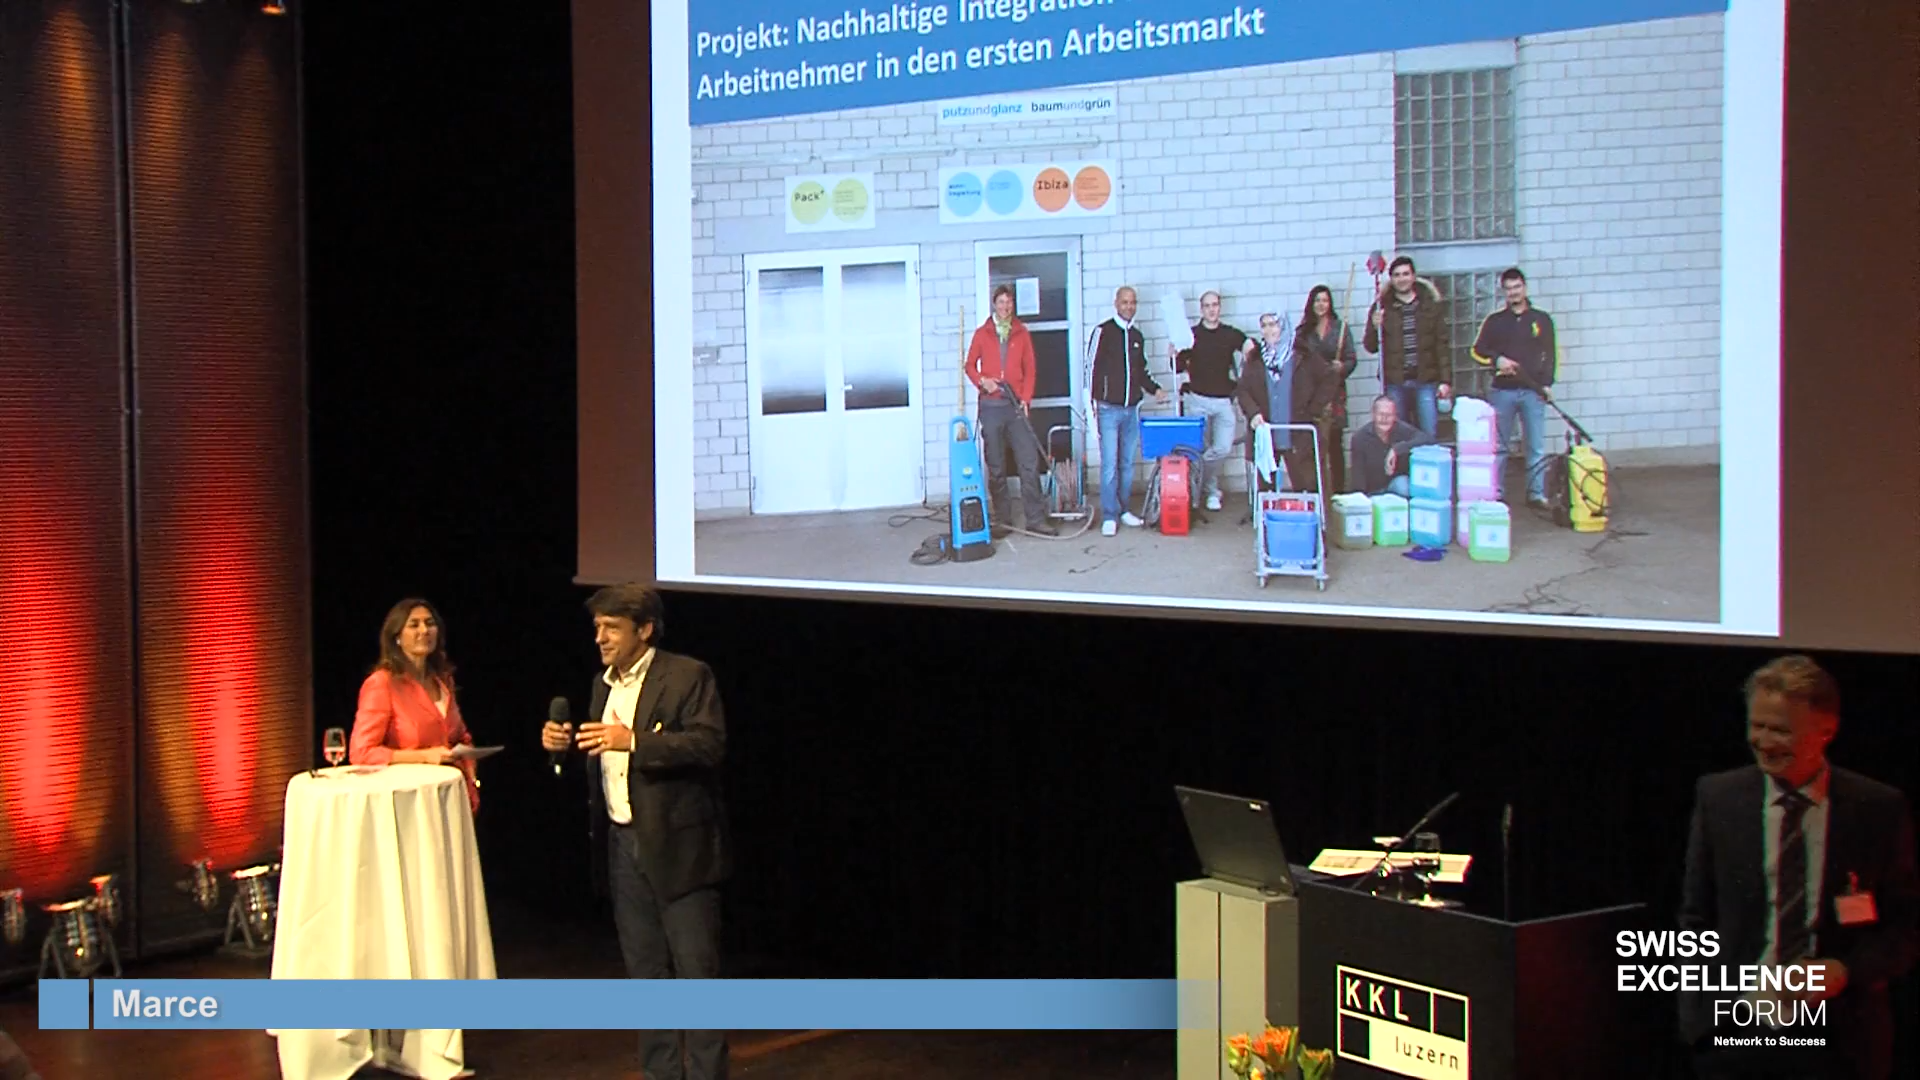 Projekt: Nachhaltige Integration
Arbeitnehmer in den ersten Arbeitsmarkt
putzundglanz baumundgrün
Pack+
Ibiza
Marce
KKL
luzern
SWISS
EXCELLENCE
FORUM
Network to Success